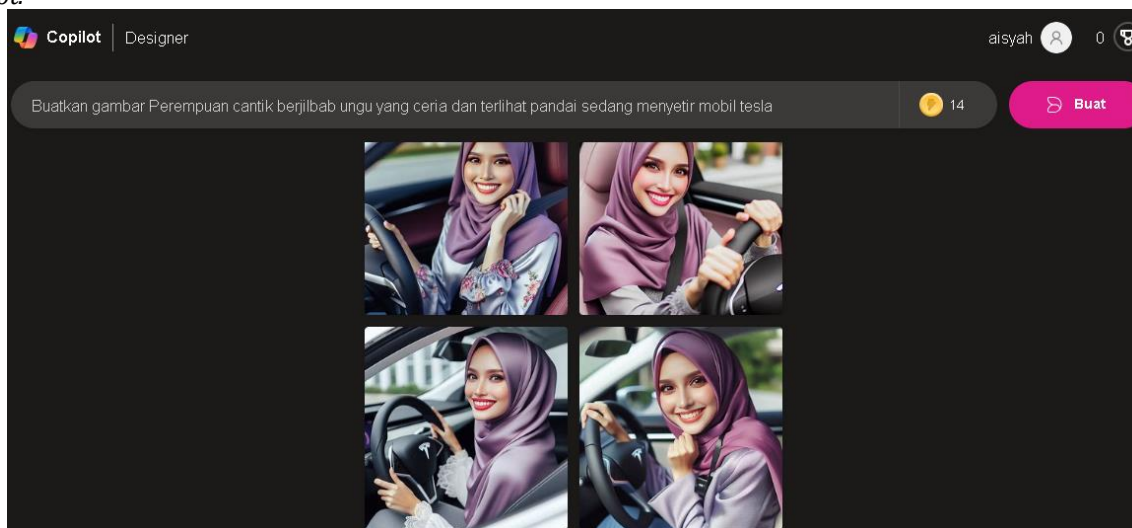 Copilot | Designer
aisyah
0
Buatkan gambar Perempuan cantik berjilbab ungu yang ceria dan terlihat pandai sedang menyetir mobil tesla
14
Buat